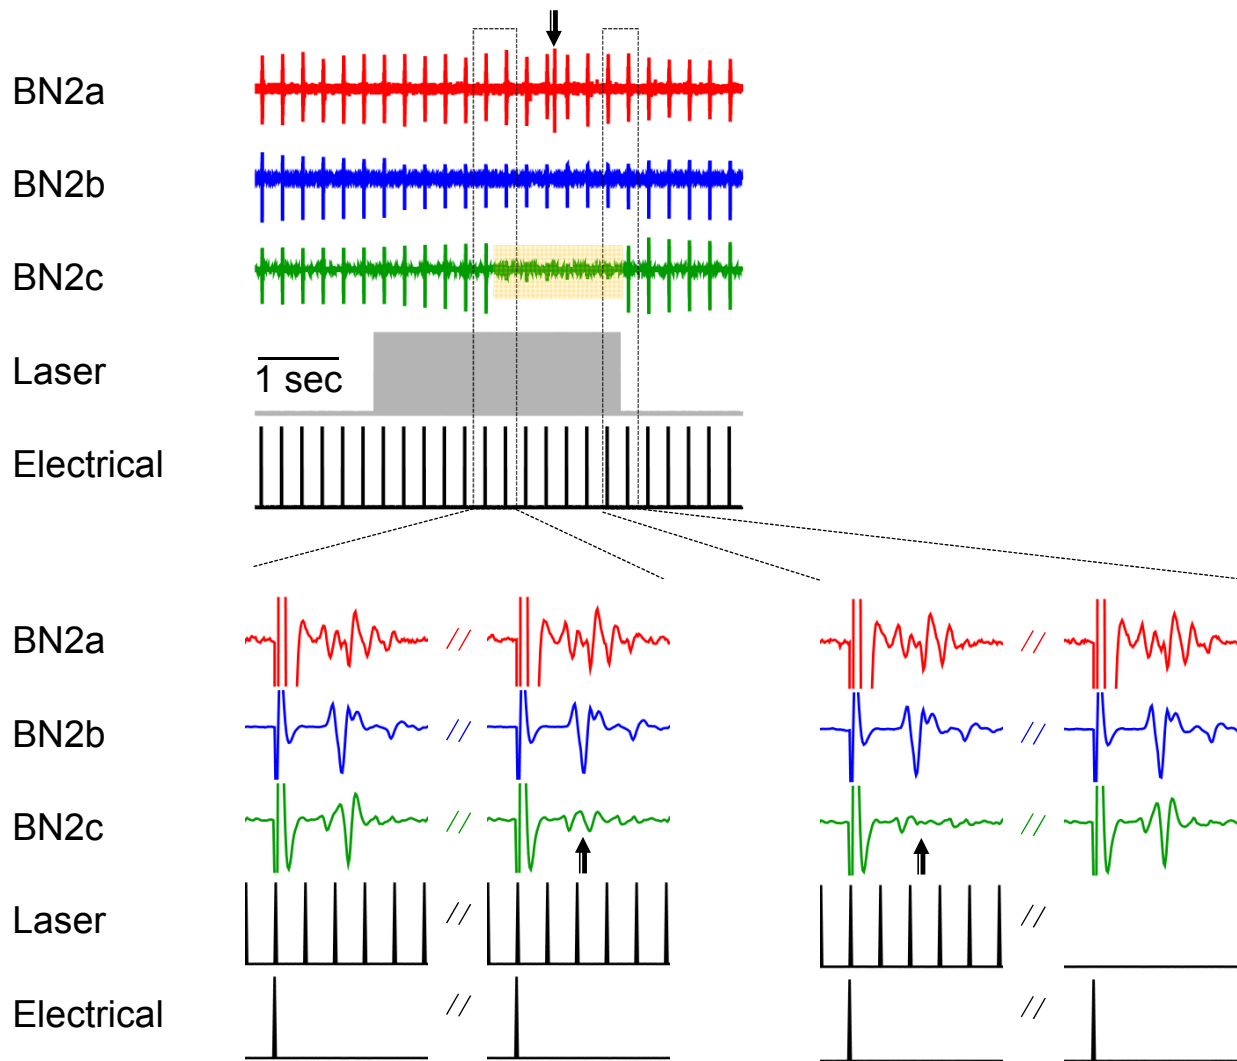 BN2a
BN2b
BN2c
Laser
1 sec
Electrical
BN2a
//
//
BN2b
//
//
BN2c
//
//
Laser
//
//
Electrical
//
//